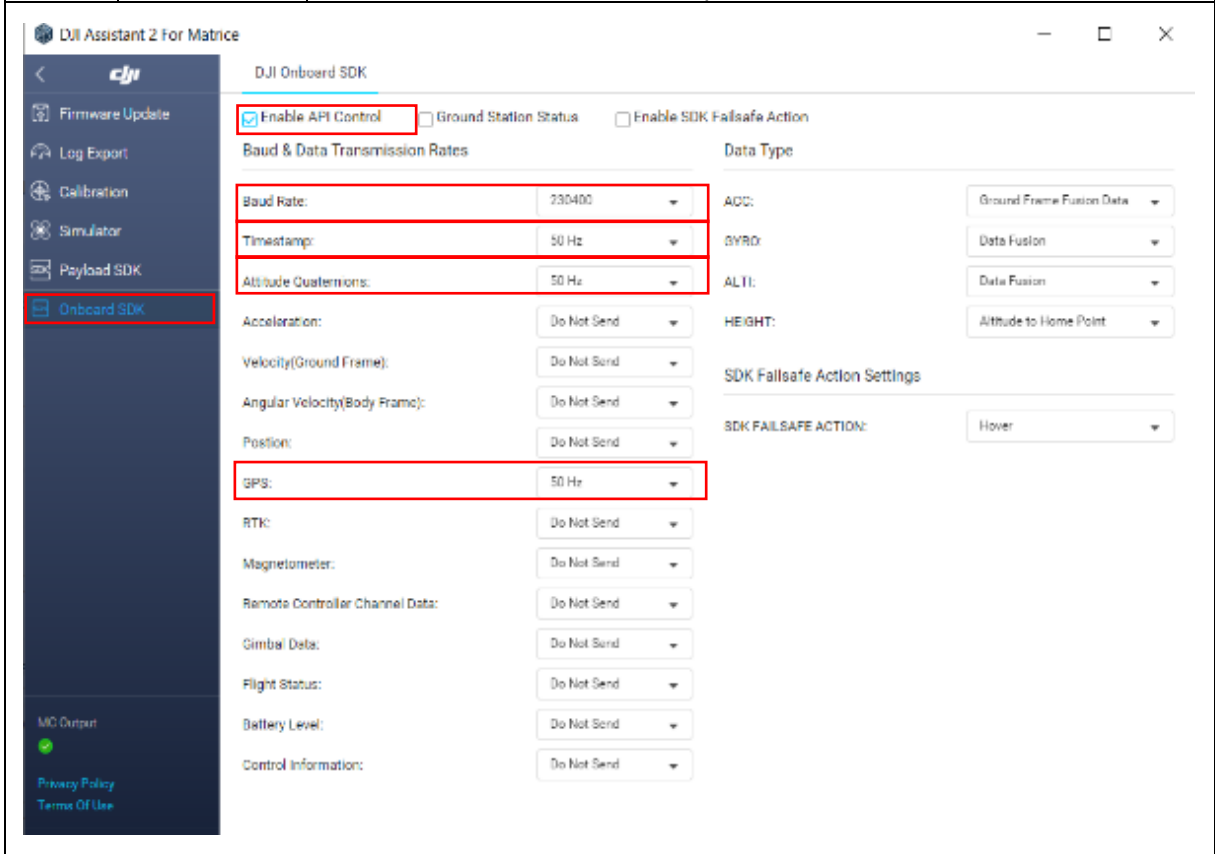 DJI Assistant 2 For Matrice
dji
DJI Onboard SDK
Firmware Update
Log Export
Calibration
Simulator
Payload SDK
Onboard SDK
MC Output
Privacy Policy
Terms Of Use
Enable API Control Ground Station Status Enable SDK Failsafe Action
Baud & Data Transmission Rates
Baud Rate: 230400
Timestamp: 50 Hz
Attitude Quaternions: 50 Hz
Acceleration: Do Not Send
Velocity(Ground Frame): Do Not Send
Angular Velocity(Body Frame): Do Not Send
Postion: Do Not Send
GPS: 50 Hz
RTK: Do Not Send
Magnetometer: Do Not Send
Remote Controller Channel Data: Do Not Send
Gimbal Data: Do Not Send
Flight Status: Do Not Send
Battery Level: Do Not Send
Control Information: Do Not Send
Data Type
ACC: Ground Frame Fusion Data
GYRO: Data Fusion
ALTI: Data Fusion
HEIGHT: Altitude to Home Point
SDK Failsafe Action Settings
SDK FAILSAFE ACTION: Hover